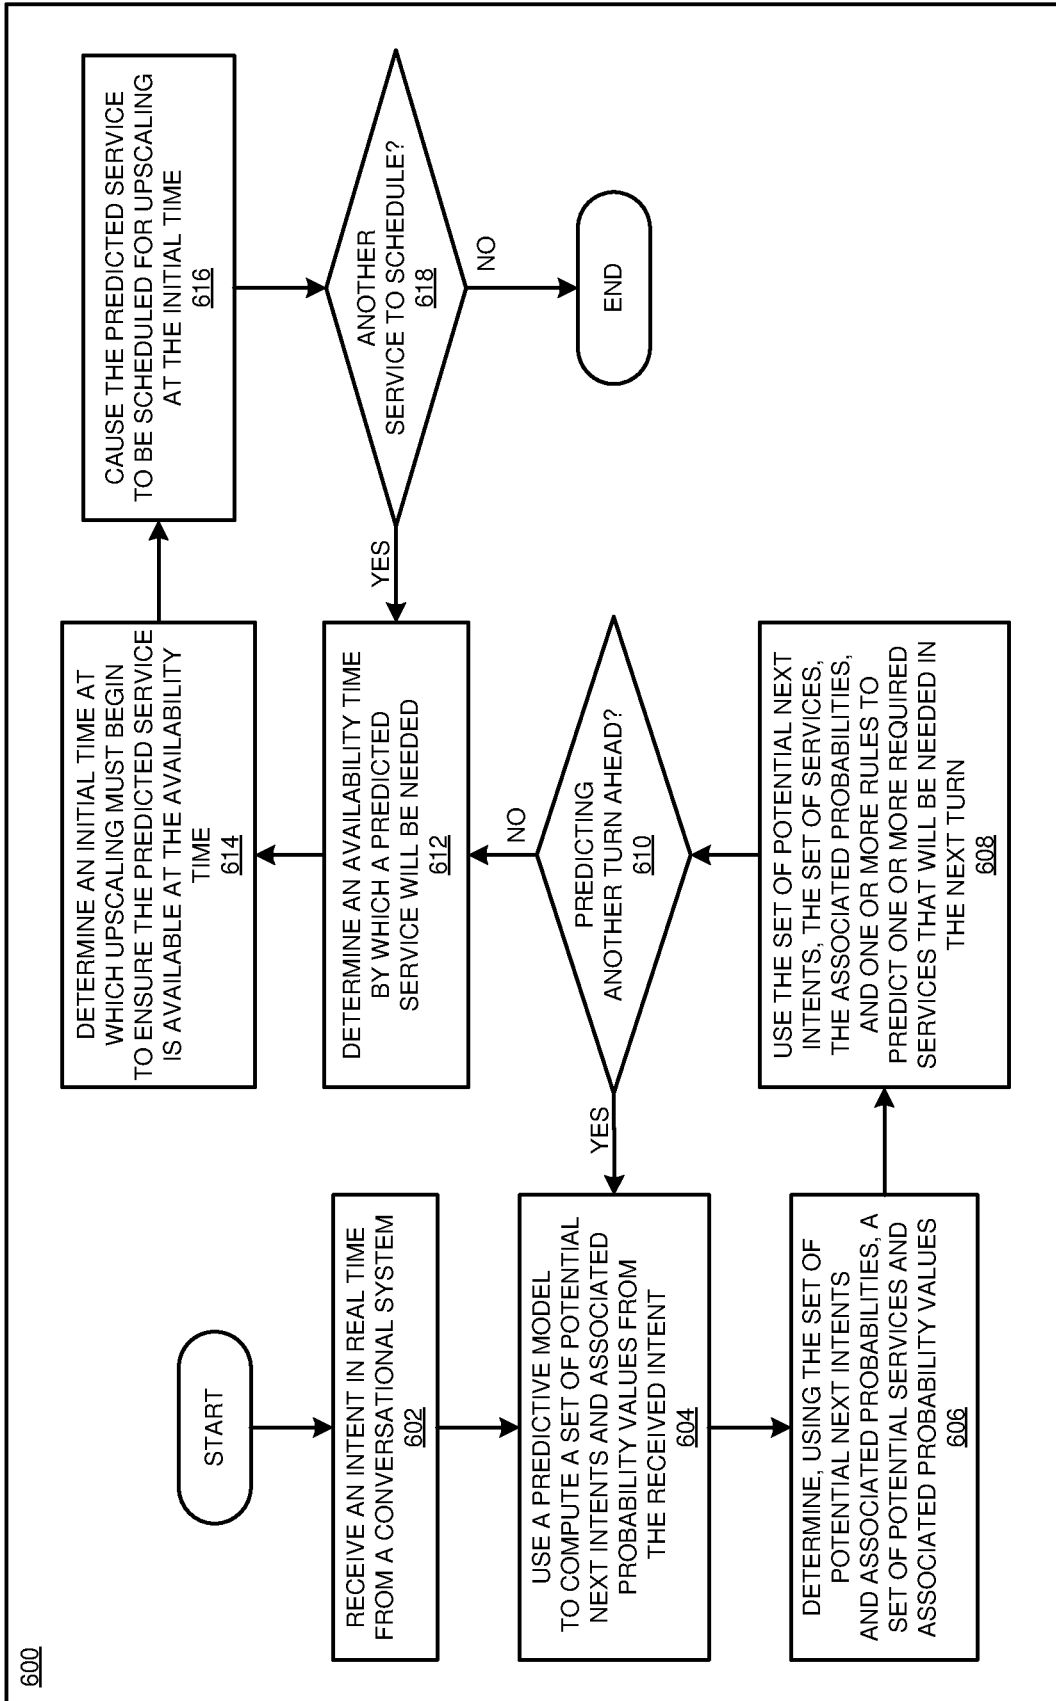 600
START
RECEIVE AN INTENT IN REAL TIME
FROM A CONVERSATIONAL SYSTEM
602
USE A PREDICTIVE MODEL
TO COMPUTE A SET OF POTENTIAL
NEXT INTENTS AND ASSOCIATED
PROBABILITY VALUES FROM
THE RECEIVED INTENT
604
DETERMINE, USING THE SET OF
POTENTIAL NEXT INTENTS
AND ASSOCIATED PROBABILITIES, A
SET OF POTENTIAL SERVICES AND
ASSOCIATED PROBABILITY VALUES
606
USE THE SET OF POTENTIAL NEXT
INTENTS, THE SET OF SERVICES,
THE ASSOCIATED PROBABILITIES,
AND ONE OR MORE RULES TO
PREDICT ONE OR MORE REQUIRED
SERVICES THAT WILL BE NEEDED IN
THE NEXT TURN
608
PREDICTING
ANOTHER TURN AHEAD?
610
YES
NO
DETERMINE AN AVAILABILITY TIME
BY WHICH A PREDICTED
SERVICE WILL BE NEEDED
612
DETERMINE AN INITIAL TIME AT
WHICH UPSCALING MUST BEGIN
TO ENSURE THE PREDICTED SERVICE
IS AVAILABLE AT THE AVAILABILITY
TIME
614
CAUSE THE PREDICTED SERVICE
TO BE SCHEDULED FOR UPSCALING
AT THE INITIAL TIME
616
ANOTHER
SERVICE TO SCHEDULE?
618
YES
NO
END